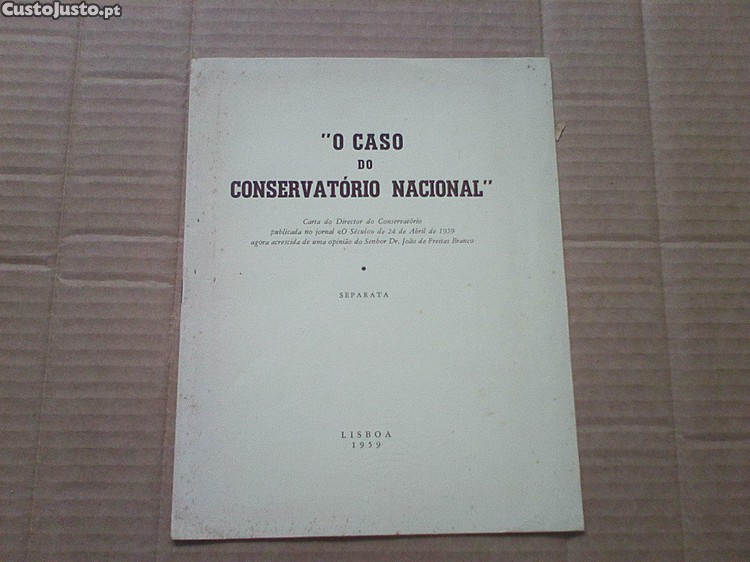 CustoJusto.pt
"O CASO
DO
CONSERVATÓRIO NACIONAL"
Carta do Director do Conservatório
publicada no jornal «O Século» de 24 de Abril de 1959
agora acrescida de uma opinião do Senhor Dr. João de Freitas Branco
SEPARATA
LISBOA
1959